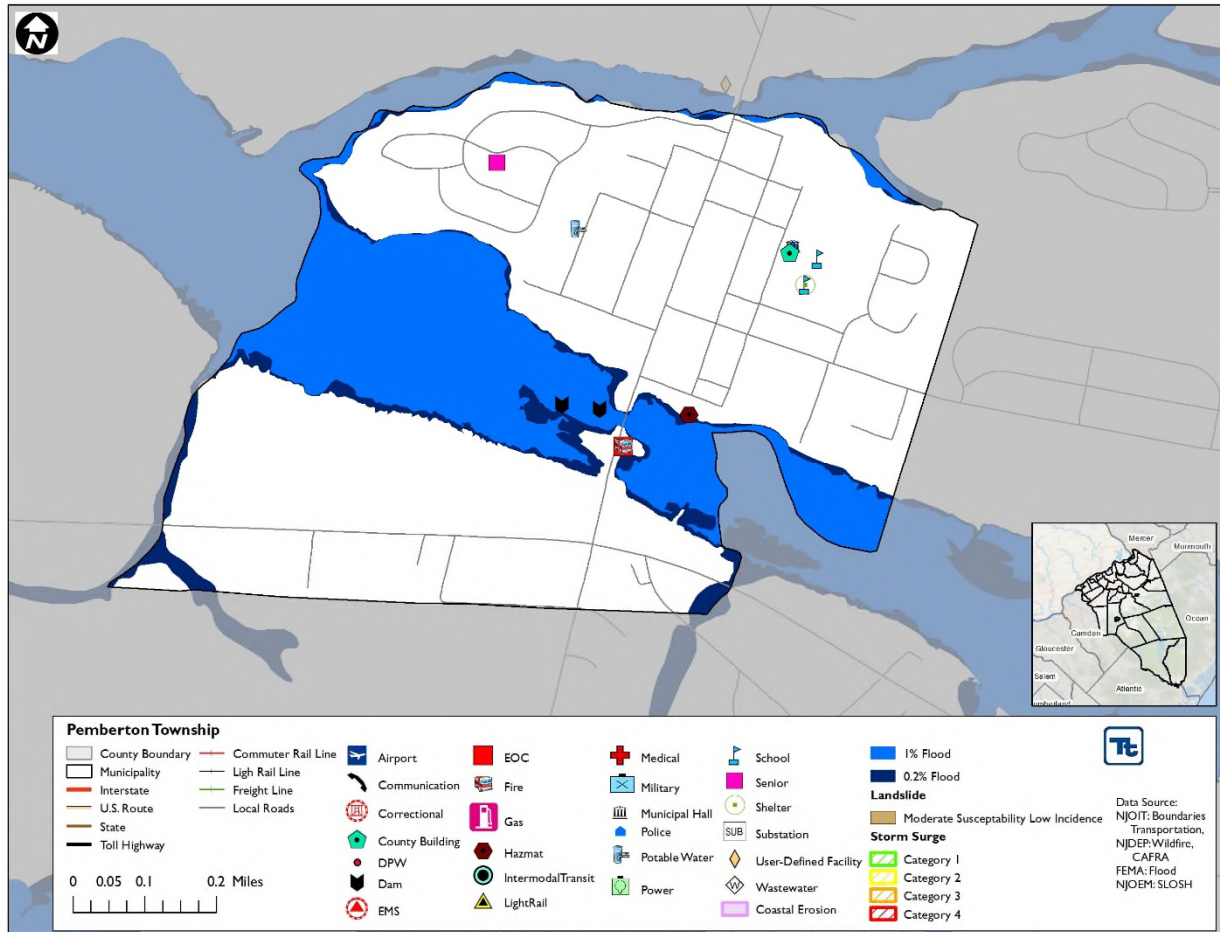 N
Mercer
Monmouth
Ocean
Camden
Gloucester
Salem
Atlantic
umberland
Pemberton Township
County Boundary
Municipality
Interstate
U.S. Route
State
Toll Highway
0 0.05 0.1 0.2 Miles
Commuter Rail Line
Ligh Rail Line
Freight Line
Local Roads
Airport
Communication
Correctional
County Building
DPW
Dam
EMS
EOC
Fire
Gas
Hazmat
IntermodalTransit
LightRail
Medical
Military
Municipal Hall
Police
Potable Water
Power
School
Senior
Shelter
SUB Substation
User-Defined Facility
W Wastewater
Coastal Erosion
1% Flood
0.2% Flood
Landslide
Moderate Susceptability Low Incidence
Storm Surge
Category 1
Category 2
Category 3
Category 4
Tt
Data Source:
NJOIT: Boundaries
Transportation,
NJDEP: Wildfire,
CAFRA
FEMA: Flood
NJOEM: SLOSH